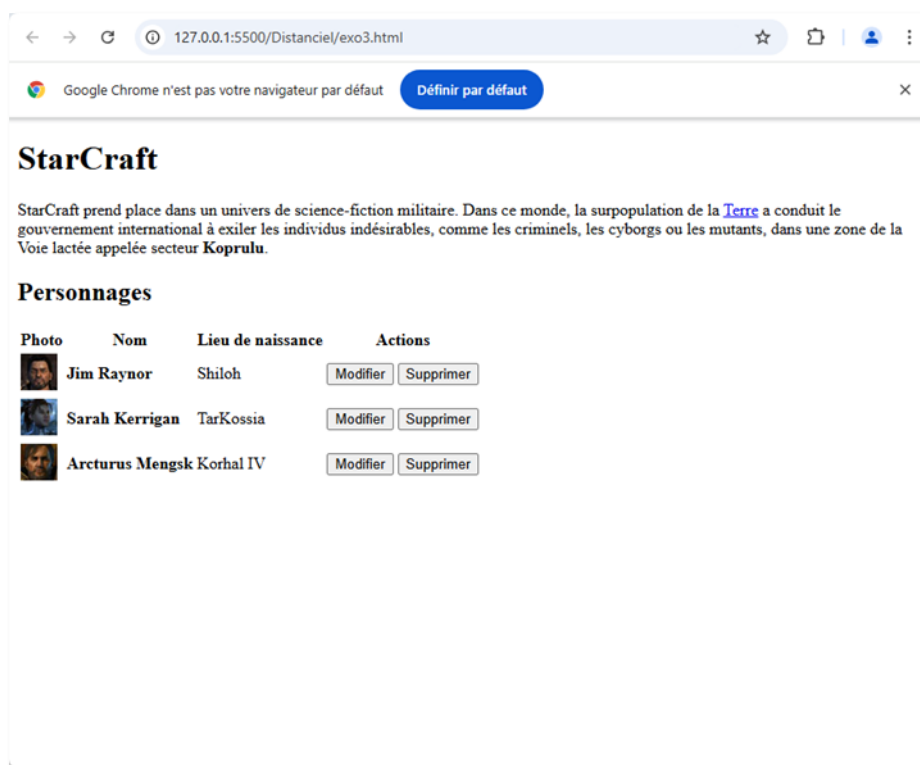 127.0.0.1:5500/Distanciel/exo3.html
Google Chrome n'est pas votre navigateur par défaut Définir par défaut
StarCraft
StarCraft prend place dans un univers de science-fiction militaire. Dans ce monde, la surpopulation de la Terre a conduit le
gouvernement international à exiler les individus indésirables, comme les criminels, les cyborgs ou les mutants, dans une zone de la
Voie lactée appelée secteur Koprulu.
Personnages
Photo Nom Lieu de naissance Actions
Jim Raynor Shiloh Modifier Supprimer
Sarah Kerrigan TarKossia Modifier Supprimer
Arcturus Mengsk Korhal IV Modifier Supprimer